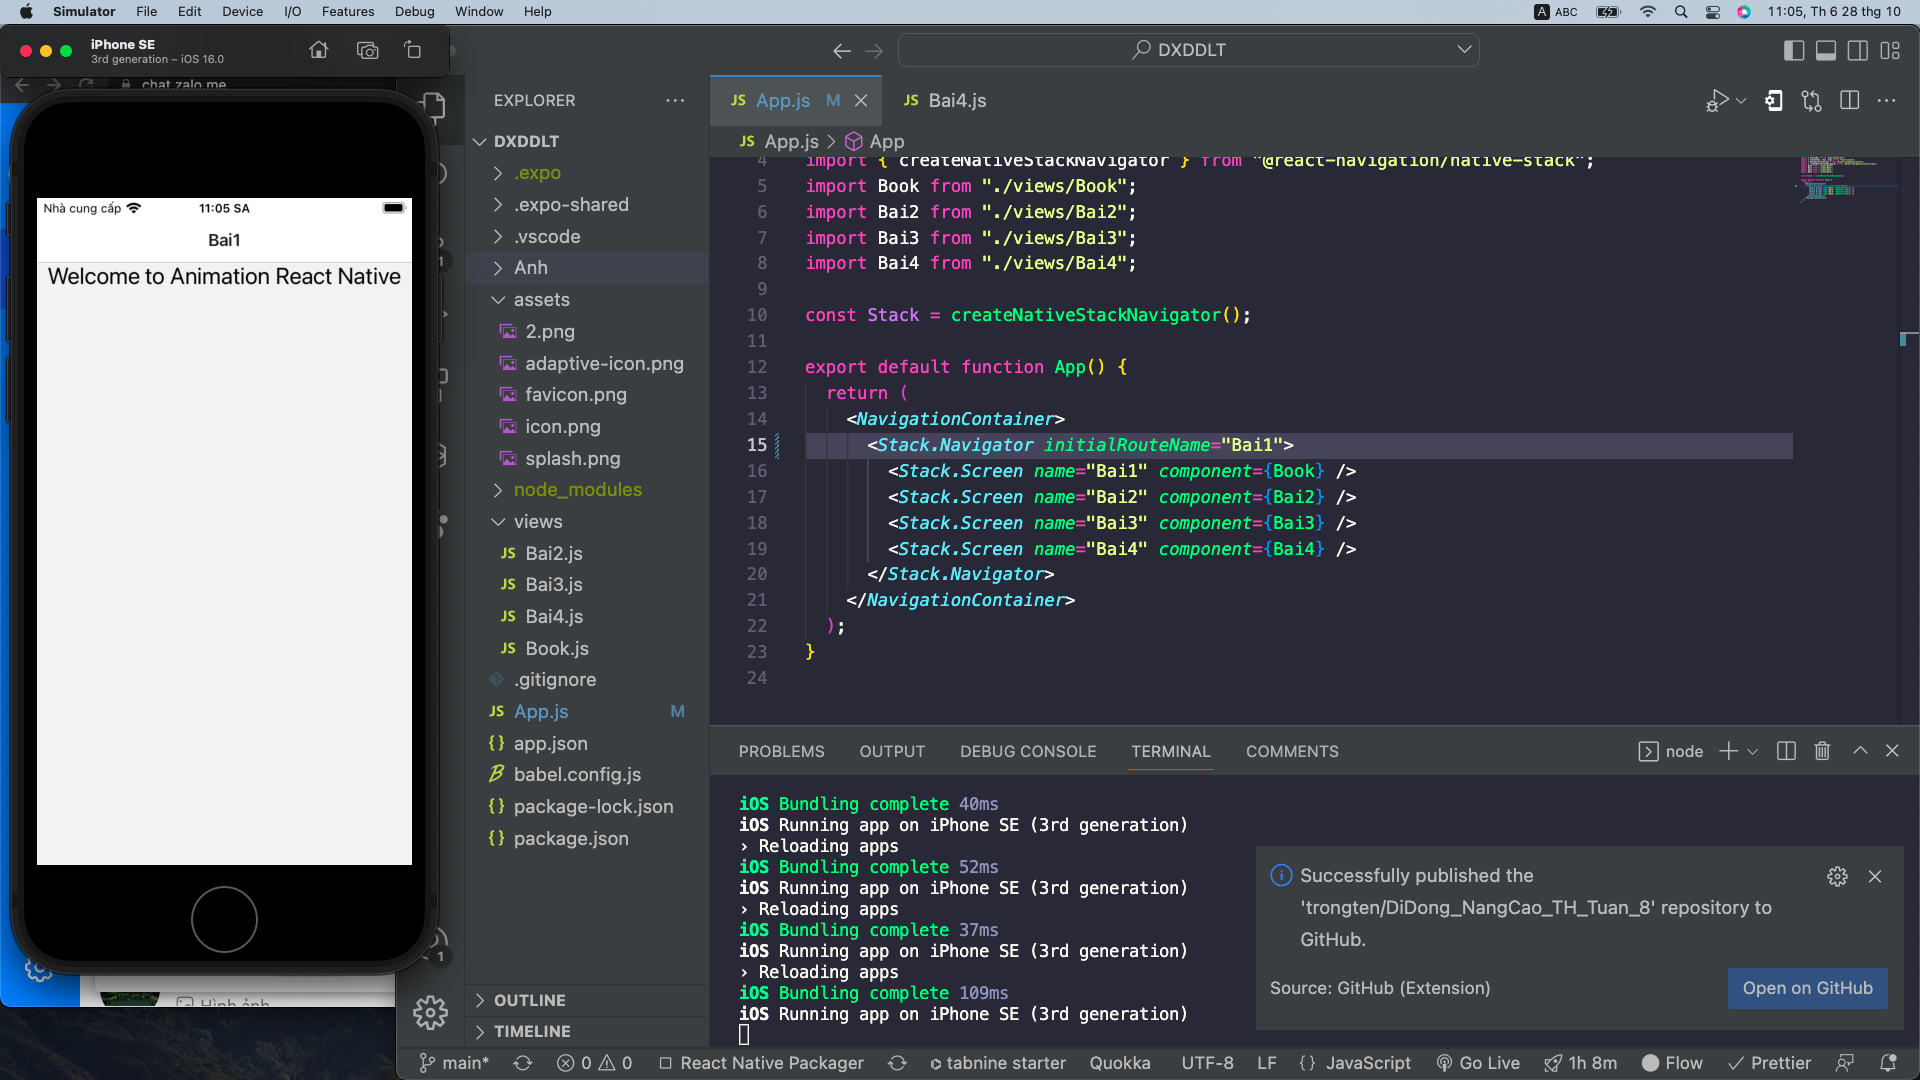 Simulator File Edit Device I/O Features Debug Window Help
A ABC 11:05, Th 6 28 thg 10
iPhone SE
3rd generation – iOS 16.0
chat.zalo.me
Nhà cung cấp 11:05 SA
Bai1
Welcome to Animation React Native
Hình ảnh
DXDDLT
EXPLORER
DXDDLT
.expo
.expo-shared
.vscode
Anh
assets
2.png
adaptive-icon.png
favicon.png
icon.png
splash.png
node_modules
views
JS Bai2.js
JS Bai3.js
JS Bai4.js
JS Book.js
.gitignore
JS App.js M
{} app.json
babel.config.js
{} package-lock.json
{} package.json
OUTLINE
TIMELINE
1
1
JS App.js M
JS Bai4.js
JS App.js > App
4 import { createNativeStackNavigator } from "@react-navigation/native-stack";
5 import Book from "./views/Book";
6 import Bai2 from "./views/Bai2";
7 import Bai3 from "./views/Bai3";
8 import Bai4 from "./views/Bai4";
9
10 const Stack = createNativeStackNavigator();
11
12 export default function App() {
13 return (
14 <NavigationContainer>
15 <Stack.Navigator initialRouteName="Bai1">
16 <Stack.Screen name="Bai1" component={Book} />
17 <Stack.Screen name="Bai2" component={Bai2} />
18 <Stack.Screen name="Bai3" component={Bai3} />
19 <Stack.Screen name="Bai4" component={Bai4} />
20 </Stack.Navigator>
21 </NavigationContainer>
22 );
23 }
24
PROBLEMS OUTPUT DEBUG CONSOLE TERMINAL COMMENTS
node
iOS Bundling complete 40ms
iOS Running app on iPhone SE (3rd generation)
› Reloading apps
iOS Bundling complete 52ms
iOS Running app on iPhone SE (3rd generation)
› Reloading apps
iOS Bundling complete 37ms
iOS Running app on iPhone SE (3rd generation)
› Reloading apps
iOS Bundling complete 109ms
iOS Running app on iPhone SE (3rd generation)
Successfully published the
'trongten/DiDong_NangCao_TH_Tuan_8' repository to
GitHub.
Source: GitHub (Extension)
Open on GitHub
main* 0 0 React Native Packager tabnine starter Quokka UTF-8 LF {} JavaScript Go Live 1h 8m Flow Prettier